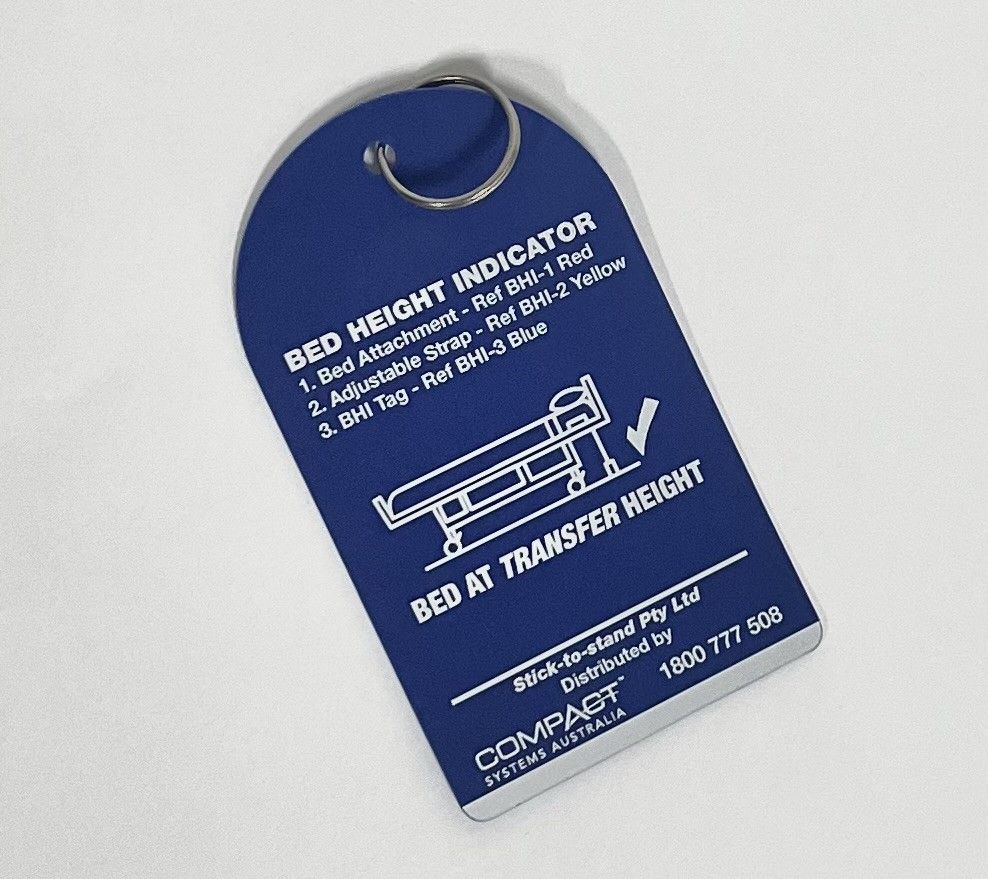 BED HEIGHT INDICATOR
1. Bed Attachment - Ref BHI-1 Red
2. Adjustable Strap - Ref BHI-2 Yellow
3. BHI Tag - Ref BHI-3 Blue
BED AT TRANSFER HEIGHT
Stick-to-stand Pty Ltd
Distributed by
COMPACT™ 1800 777 508
SYSTEMS AUSTRALIA